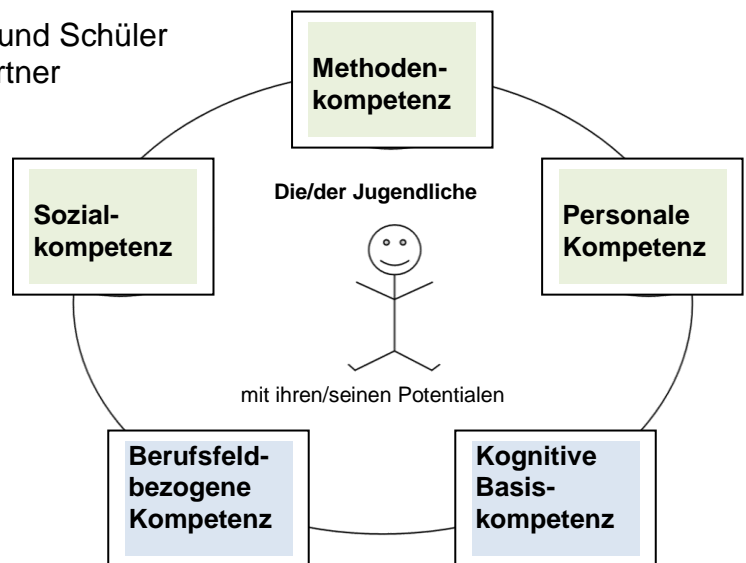 und Schüler
rtner
Methoden-
kompetenz
Sozial-
kompetenz
Die/der Jugendliche
Personale
Kompetenz
mit ihren/seinen Potentialen
Berufsfeld-
bezogene
Kompetenz
Kognitive
Basis-
kompetenz